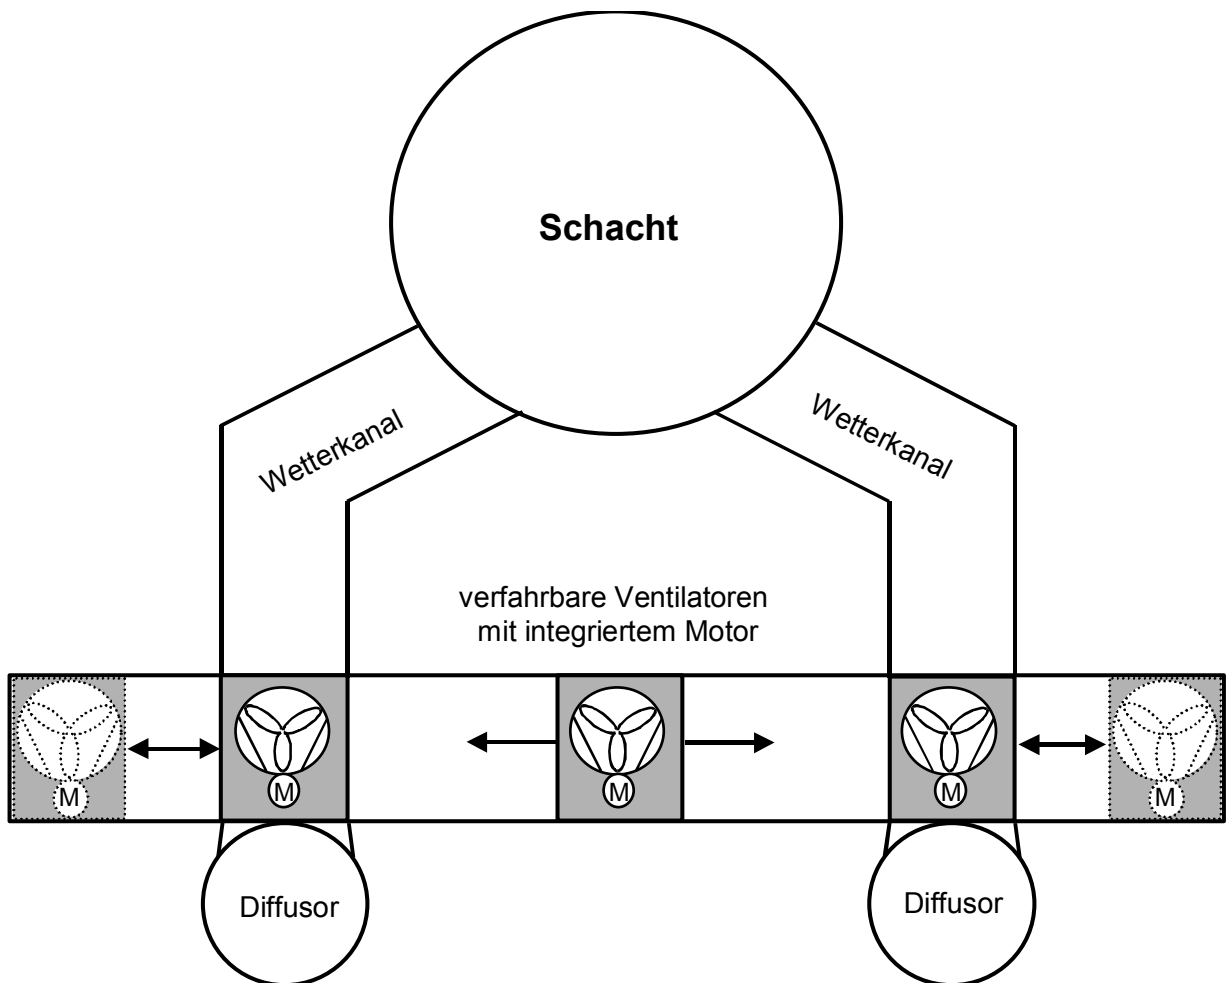 Schacht
Wetterkanal
Wetterkanal
verfahrbare Ventilatoren
mit integriertem Motor
M
M
M
M
M
Diffusor
Diffusor